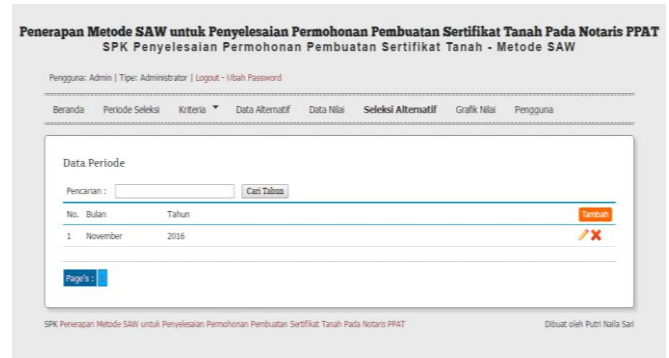 Penerapan Metode SAW untuk Penyelesaian Permohonan Pembuatan Sertifikat Tanah Pada Notaris PPAT
SPK Penyelesaian Permohonan Pembuatan Sertifikat Tanah - Metode SAW
Pengguna: Admin | Tipe: Administrator | Logout - Ubah Password
Beranda Periode Seleksi Kriteria Data Alternatif Data Nilai Seleksi Alternatif Grafik Nilai Pengguna
Data Periode
Pencarian : Cari Tahun
No. Bulan Tahun Tambah
1 November 2016
Page's :
SPK Penerapan Metode SAW untuk Penyelesaian Permohonan Pembuatan Sertifikat Tanah Pada Notaris PPAT Dibuat oleh Putri Naila Sari